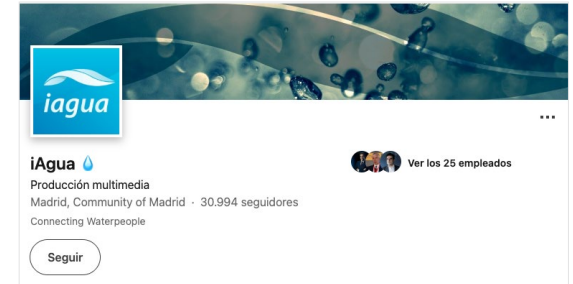 iagua
iAgua 💧
Ver los 25 empleados
Producción multimedia
Madrid, Community of Madrid · 30.994 seguidores
Connecting Waterpeople
Seguir